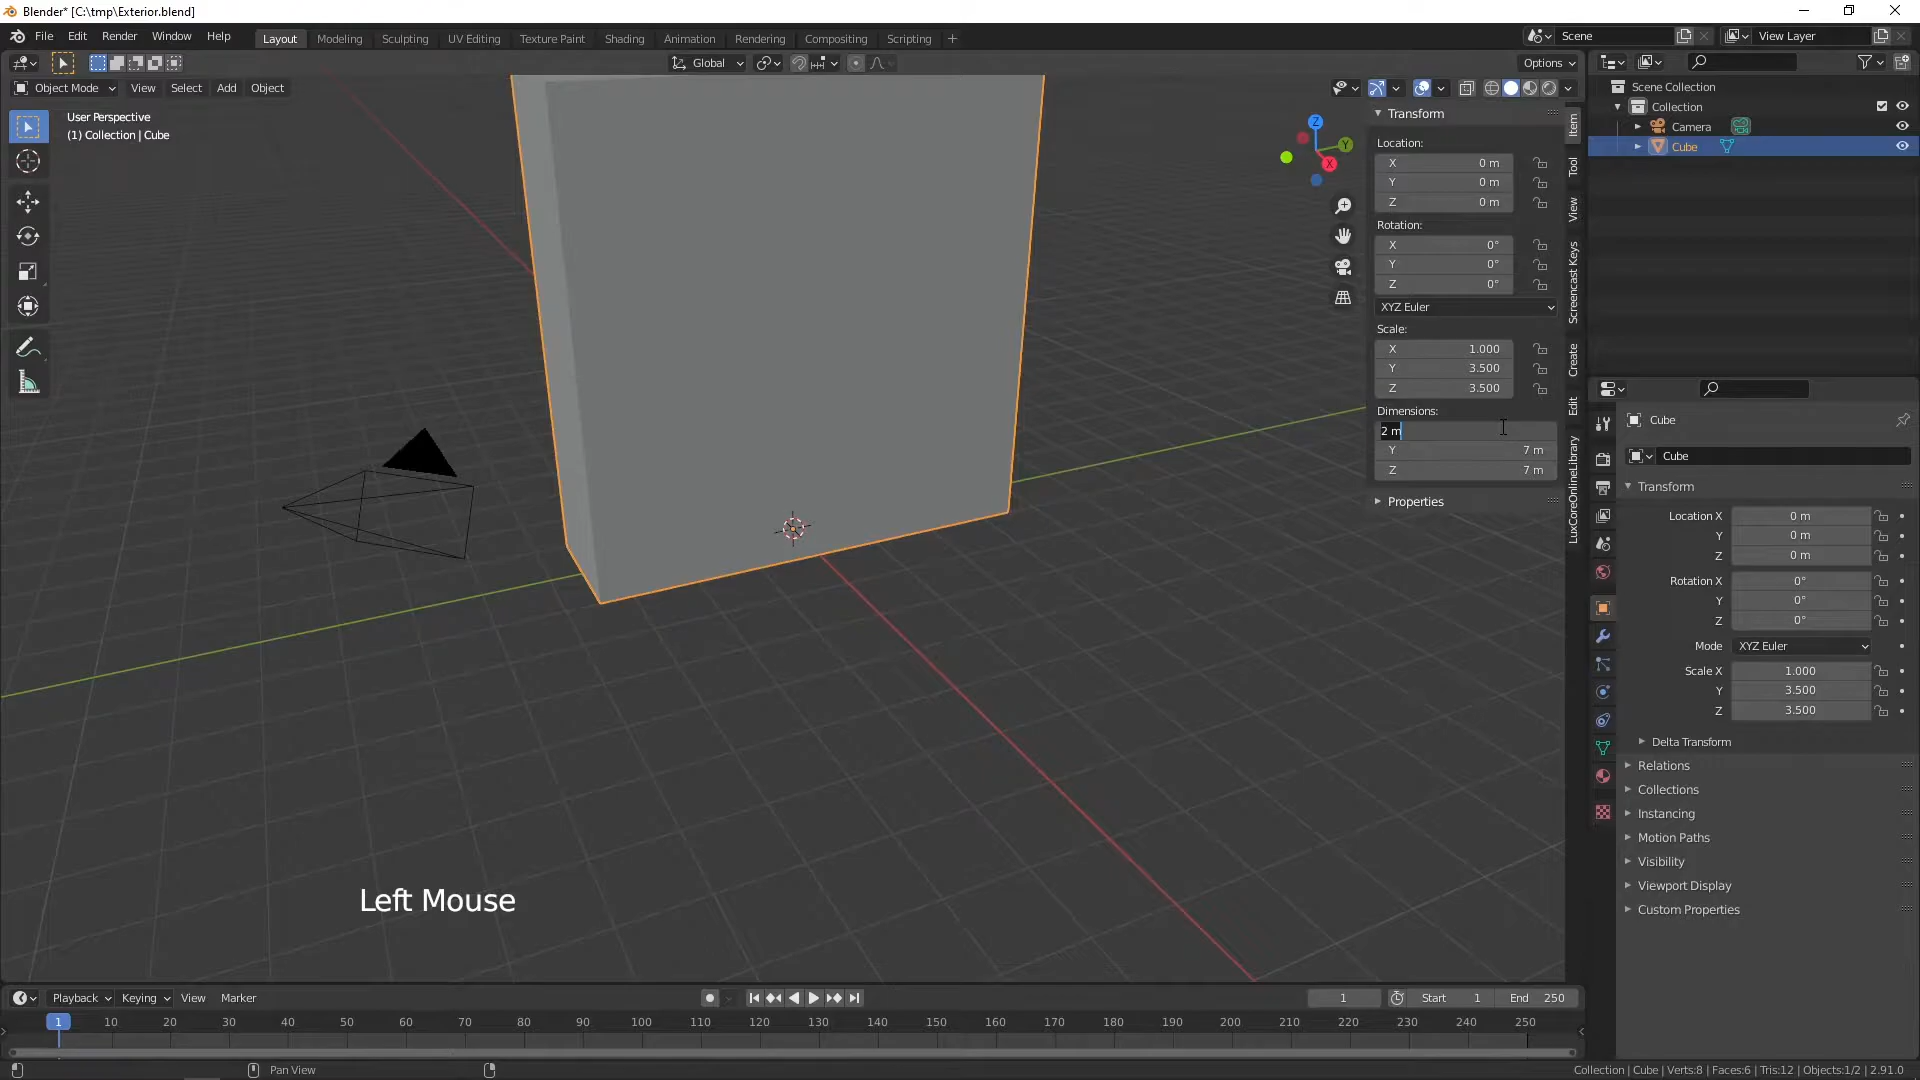 Blender* [C:\tmp\Exterior.blend]
File Edit Render Window Help
Layout Modeling Sculpting UV Editing Texture Paint Shading Animation Rendering Compositing Scripting +
Scene
View Layer
Global
Options
Object Mode View Select Add Object
User Perspective
(1) Collection | Cube
Z
Y
X
Transform
Location:
X 0 m
Y 0 m
Z 0 m
Rotation:
X 0°
Y 0°
Z 0°
XYZ Euler
Scale:
X 1.000
Y 3.500
Z 3.500
Dimensions:
2 m
Y 7 m
Z 7 m
Properties
Item
Tool
View
Screencast Keys
Create
Edit
LuxCoreOnlineLibrary
Scene Collection
Collection
Camera
Cube
Cube
Cube
Transform
Location X 0 m
Y 0 m
Z 0 m
Rotation X 0°
Y 0°
Z 0°
Mode XYZ Euler
Scale X 1.000
Y 3.500
Z 3.500
Delta Transform
Relations
Collections
Instancing
Motion Paths
Visibility
Viewport Display
Custom Properties
Left Mouse
Playback Keying View Marker
1 Start 1 End 250
1 10 20 30 40 50 60 70 80 90 100 110 120 130 140 150 160 170 180 190 200 210 220 230 240 250
Pan View
Collection | Cube | Verts:8 | Faces:6 | Tris:12 | Objects:1/2 | 2.91.0